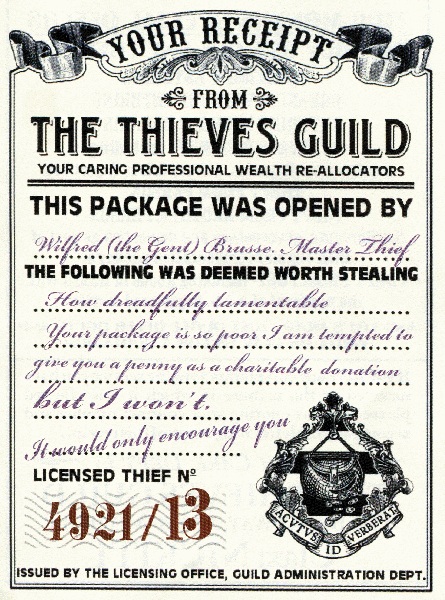 YOUR RECEIPT
FROM
THE THIEVES GUILD
YOUR CARING PROFESSIONAL WEALTH RE-ALLOCATORS
THIS PACKAGE WAS OPENED BY
Wilfred (the Gent) Brusse. Master Thief
THE FOLLOWING WAS DEEMED WORTH STEALING
How dreadfully lamentable
Your package is so poor I am tempted to
give you a penny as a charitable donation
but I won't.
It would only encourage you
LICENSED THIEF Nº
4921/13
ACVTVS ID VERBERAT
ISSUED BY THE LICENSING OFFICE, GUILD ADMINISTRATION DEPT.